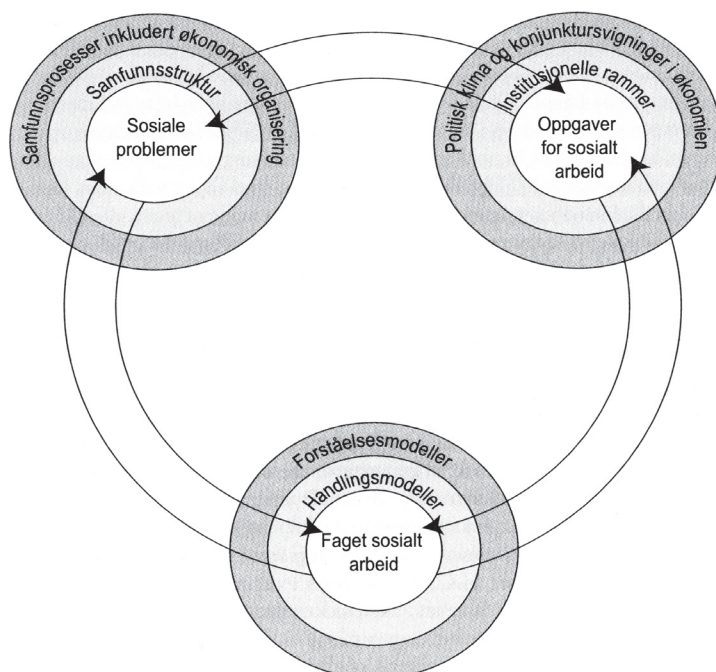 Samfunnsprosesser inkludert økonomisk organisering
Samfunnsstruktur
Sosiale
problemer
Politisk klima og konjunktursvigninger i økonomien
Institusjonelle rammer
Oppgaver
for sosialt
arbeid
Forståelsesmodeller
Handlingsmodeller
Faget sosialt
arbeid